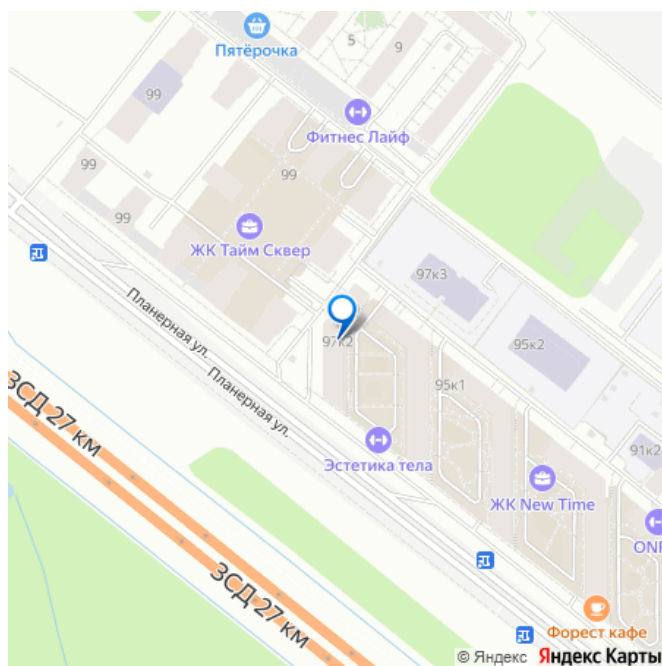 Пятёрочка
5
9
99
Фитнес Лайф
99
99
99
ЖК Тайм Сквер
97к3
Планерная ул.
97к2
95к2
ЗСД 27 км
Планерная ул.
95к1
Эстетика тела
91к2
ЖК New Time
ЗСД 27 км
Форест кафе
© Яндекс Яндекс Карты